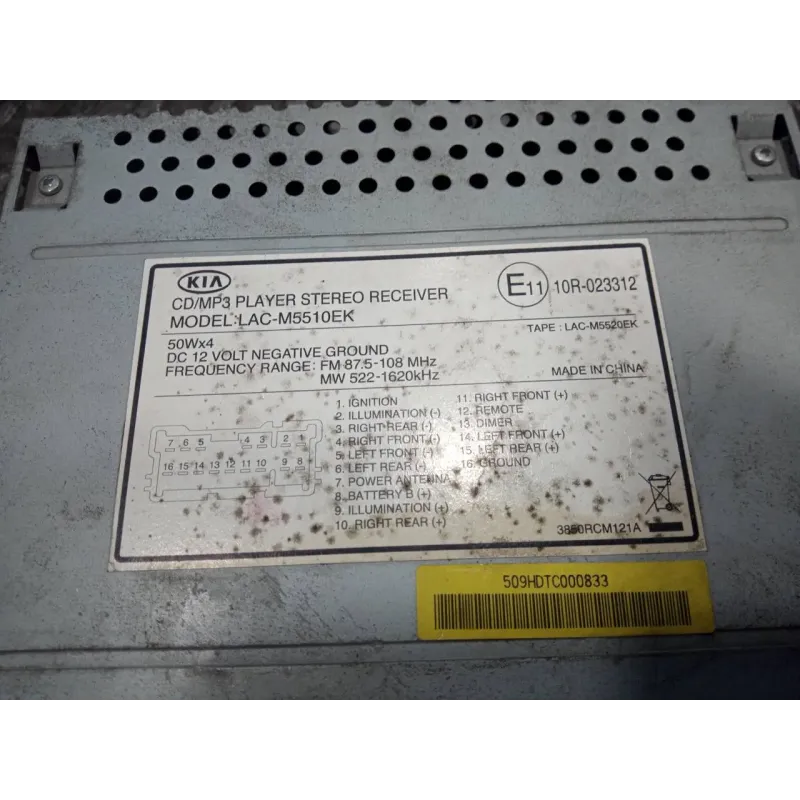 KIA
CD/MP3 PLAYER STEREO RECEIVER
MODEL:LAC-M5510EK
E11 10R-023312
TAPE : LAC-M5520EK
50Wx4
DC 12 VOLT NEGATIVE GROUND
FREQUENCY RANGE: FM 87.5-108 MHz
MW 522-1620kHz
MADE IN CHINA
7 6 5 4 3 2 1
16 15 14 13 12 11 10 9 8
1. IGNITION
2. ILLUMINATION (-)
3. RIGHT REAR (-)
4. RIGHT FRONT (-)
5. LEFT FRONT (-)
6. LEFT REAR (-)
7. POWER ANTENNA
8. BATTERY B (+)
9. ILLUMINATION (+)
10. RIGHT REAR (+)
11. RIGHT FRONT (+)
12. REMOTE
13. DIMER
14. LEFT FRONT (+)
15. LEFT REAR (+)
16. GROUND
3850RCM121A
509HDTC000833